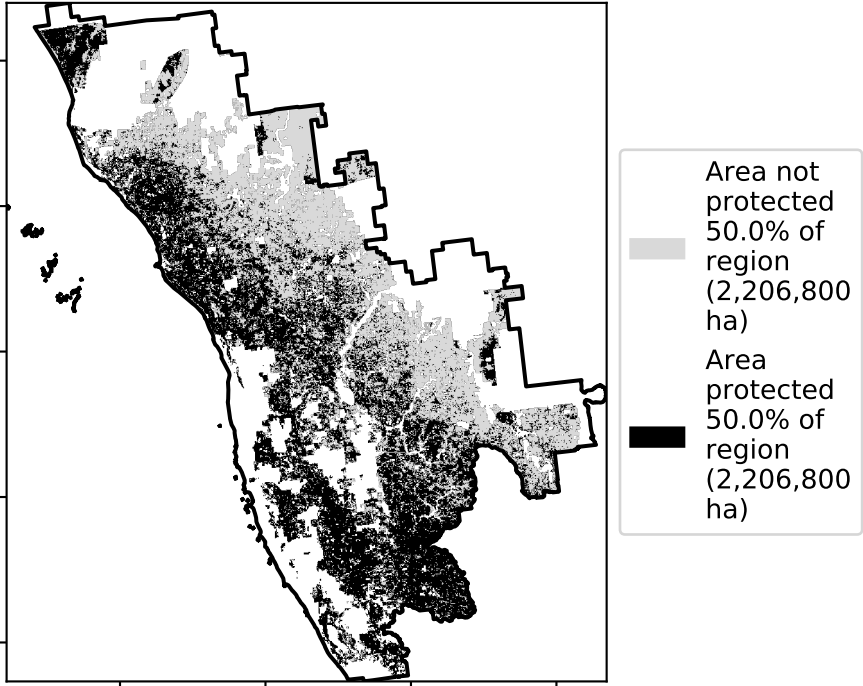 Area not
protected
50.0% of
region
(2,206,800
ha)
Area
protected
50.0% of
region
(2,206,800
ha)